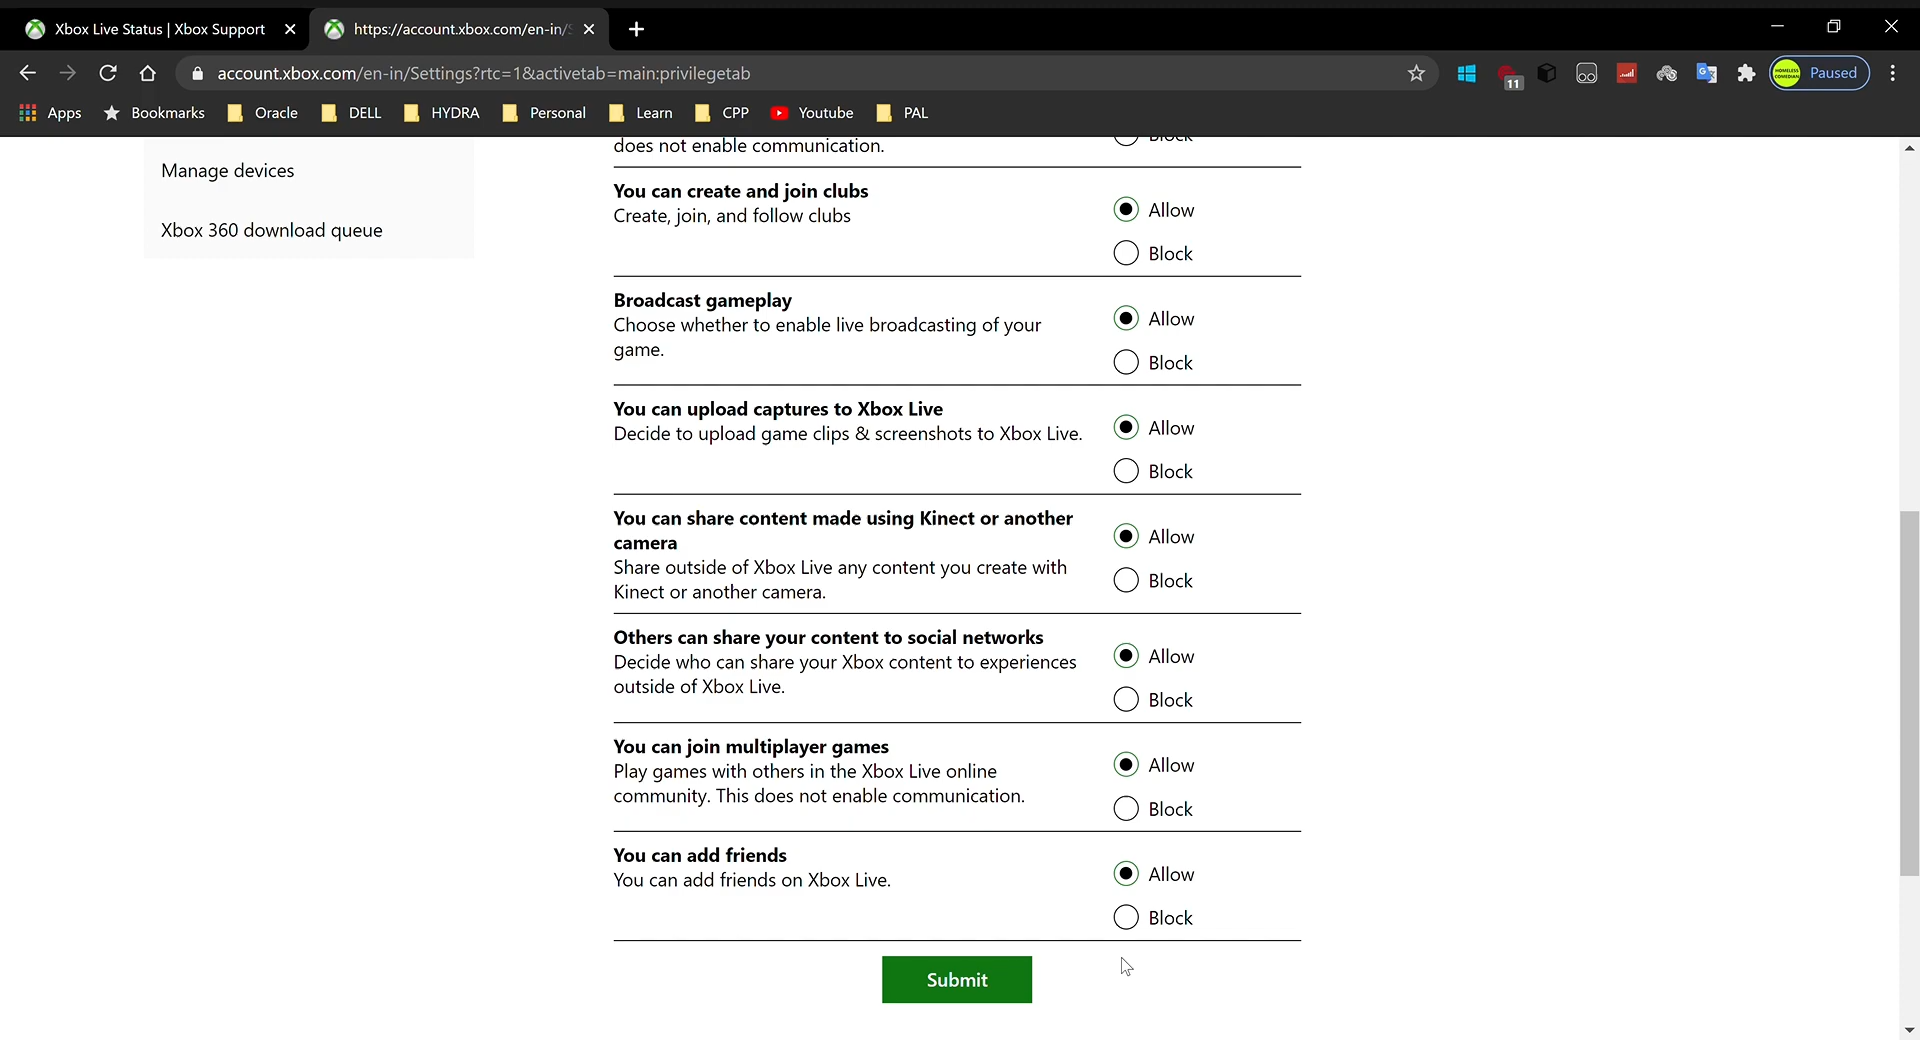 Xbox Live Status | Xbox Support
https://account.xbox.com/en-in/S
account.xbox.com/en-in/Settings?rtc=1&activetab=main:privilegetab
11
HOMELESS
COMEDIAN
Paused
Apps
Bookmarks
Oracle
DELL
HYDRA
Personal
Learn
CPP
Youtube
PAL
Manage devices
Xbox 360 download queue
does not enable communication.
Block
You can create and join clubs
Create, join, and follow clubs
Allow
Block
Broadcast gameplay
Choose whether to enable live broadcasting of your
game.
Allow
Block
You can upload captures to Xbox Live
Decide to upload game clips & screenshots to Xbox Live.
Allow
Block
You can share content made using Kinect or another
camera
Share outside of Xbox Live any content you create with
Kinect or another camera.
Allow
Block
Others can share your content to social networks
Decide who can share your Xbox content to experiences
outside of Xbox Live.
Allow
Block
You can join multiplayer games
Play games with others in the Xbox Live online
community. This does not enable communication.
Allow
Block
You can add friends
You can add friends on Xbox Live.
Allow
Block
Submit